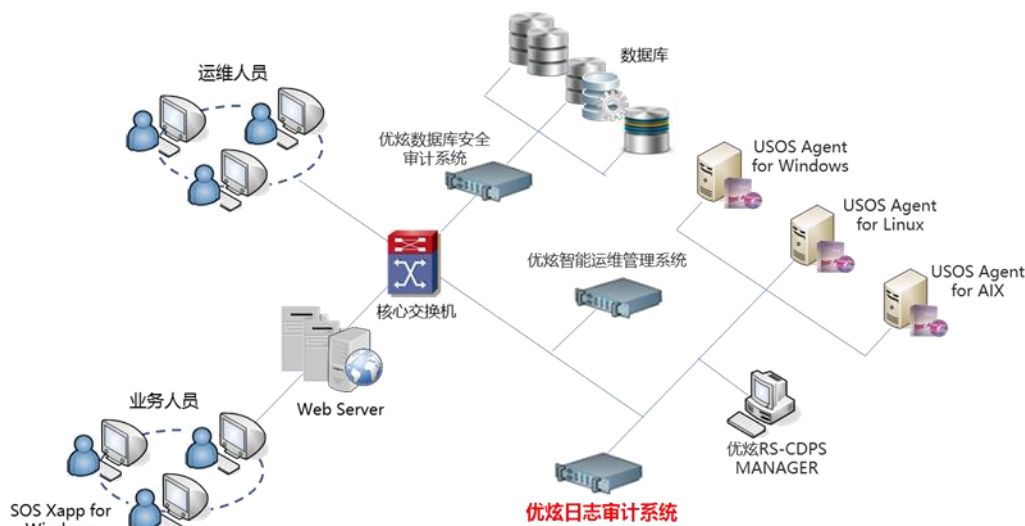 运维人员
数据库
优炫数据库安全
审计系统
USOS Agent
for Windows
USOS Agent
for Linux
优炫智能运维管理系统
USOS Agent
for AIX
核心交换机
Web Server
业务人员
优炫RS-CDPS
MANAGER
SOS Xapp for
Windows
优炫日志审计系统